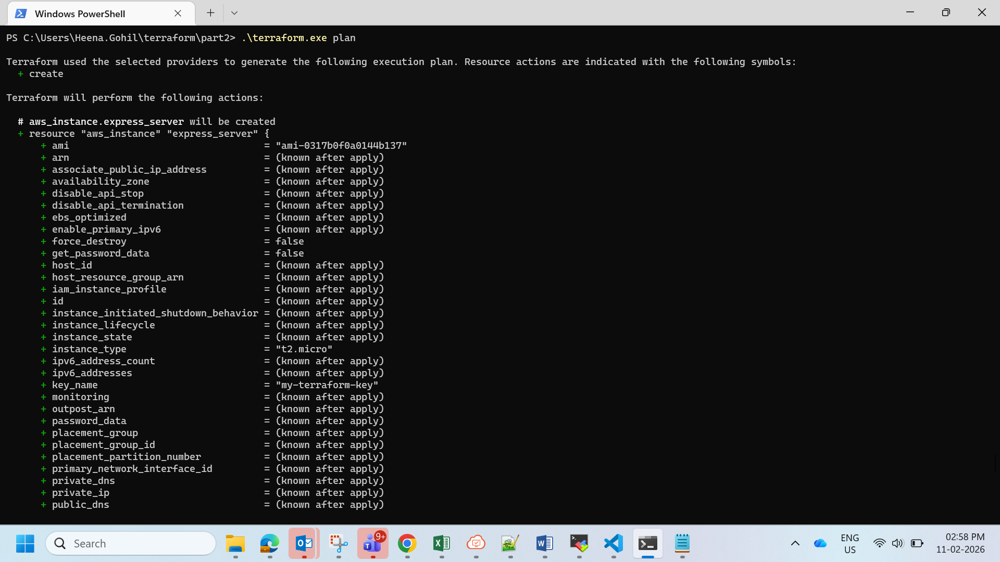 Windows PowerShell
PS C:\Users\Heena.Gohil\terraform\part2> .\terraform.exe plan
Terraform used the selected providers to generate the following execution plan. Resource actions are indicated with the following symbols:
+ create
Terraform will perform the following actions:
# aws_instance.express_server will be created
+ resource "aws_instance" "express_server" {
+ ami = "ami-0317b0f0a0144b137"
+ arn = (known after apply)
+ associate_public_ip_address = (known after apply)
+ availability_zone = (known after apply)
+ disable_api_stop = (known after apply)
+ disable_api_termination = (known after apply)
+ ebs_optimized = (known after apply)
+ enable_primary_ipv6 = (known after apply)
+ force_destroy = false
+ get_password_data = false
+ host_id = (known after apply)
+ host_resource_group_arn = (known after apply)
+ iam_instance_profile = (known after apply)
+ id = (known after apply)
+ instance_initiated_shutdown_behavior = (known after apply)
+ instance_lifecycle = (known after apply)
+ instance_state = (known after apply)
+ instance_type = "t2.micro"
+ ipv6_address_count = (known after apply)
+ ipv6_addresses = (known after apply)
+ key_name = "my-terraform-key"
+ monitoring = (known after apply)
+ outpost_arn = (known after apply)
+ password_data = (known after apply)
+ placement_group = (known after apply)
+ placement_group_id = (known after apply)
+ placement_partition_number = (known after apply)
+ primary_network_interface_id = (known after apply)
+ private_dns = (known after apply)
+ private_ip = (known after apply)
+ public_dns = (known after apply)
Search
9+
ENG
US
02:58 PM
11-02-2026